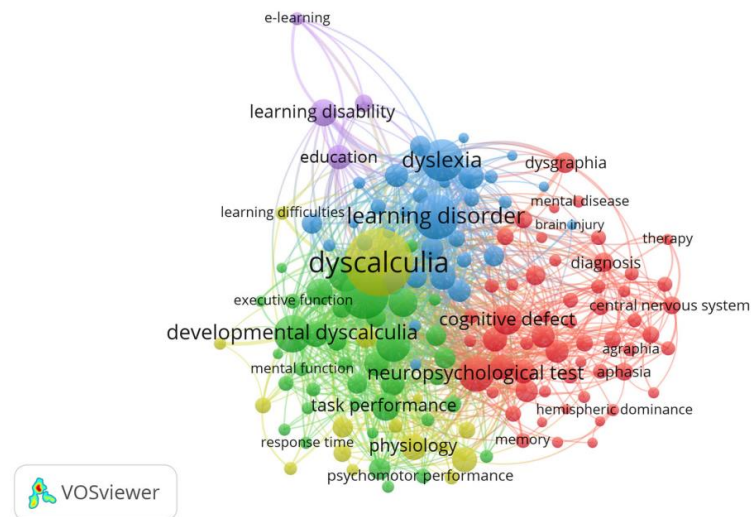 e-learning
learning disability
education
dyslexia
dysgraphia
learning difficulties
learning disorder
mental disease
brain injury
therapy
dyscalculia
diagnosis
executive function
central nervous system
developmental dyscalculia
cognitive defect
agraphia
mental function
neuropsychological test
aphasia
task performance
hemispheric dominance
response time
physiology
memory
psychomotor performance
VOSviewer